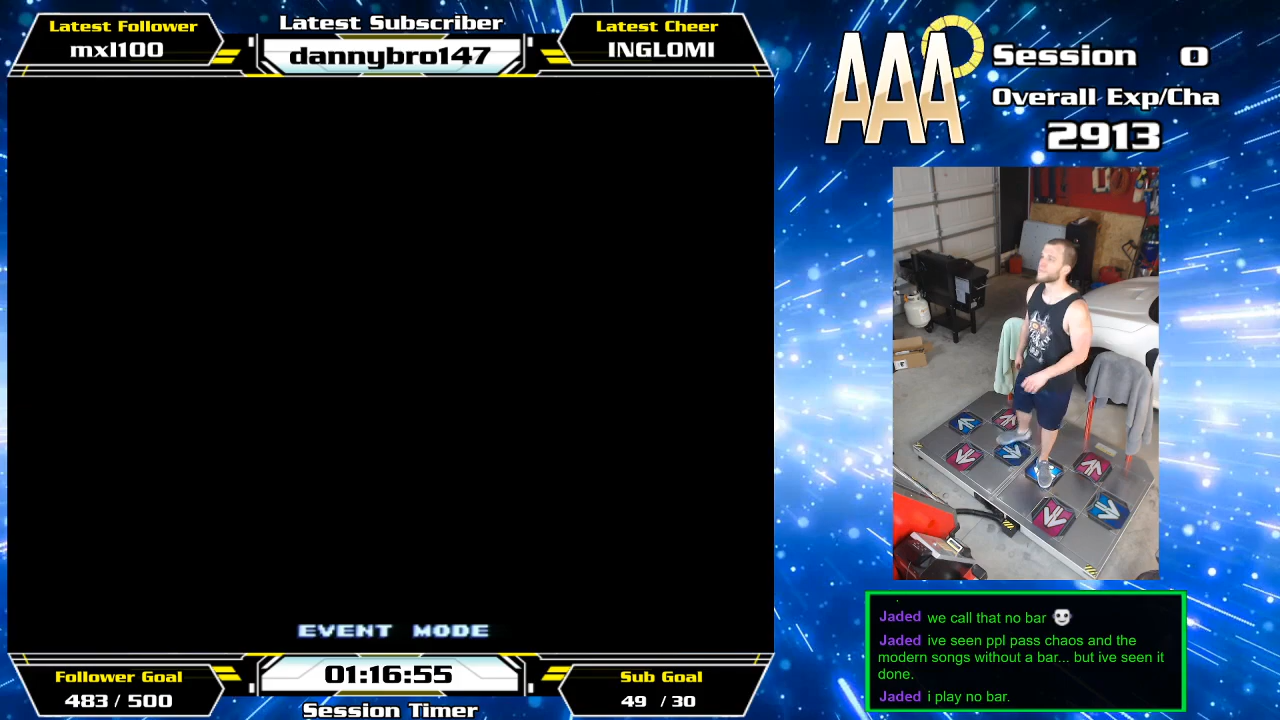 Latest Follower
mxl100
Latest Subscriber
dannybro147
Latest Cheer
INGLOMI
AAA
Session 0
Overall Exp/Cha
2913
EVENT MODE
Follower Goal
483 / 500
01:16:55
Session Timer
Sub Goal
49 / 30
Jaded we call that no bar
Jaded ive seen ppl pass chaos and the
modern songs without a bar... but ive seen it
done.
Jaded i play no bar.